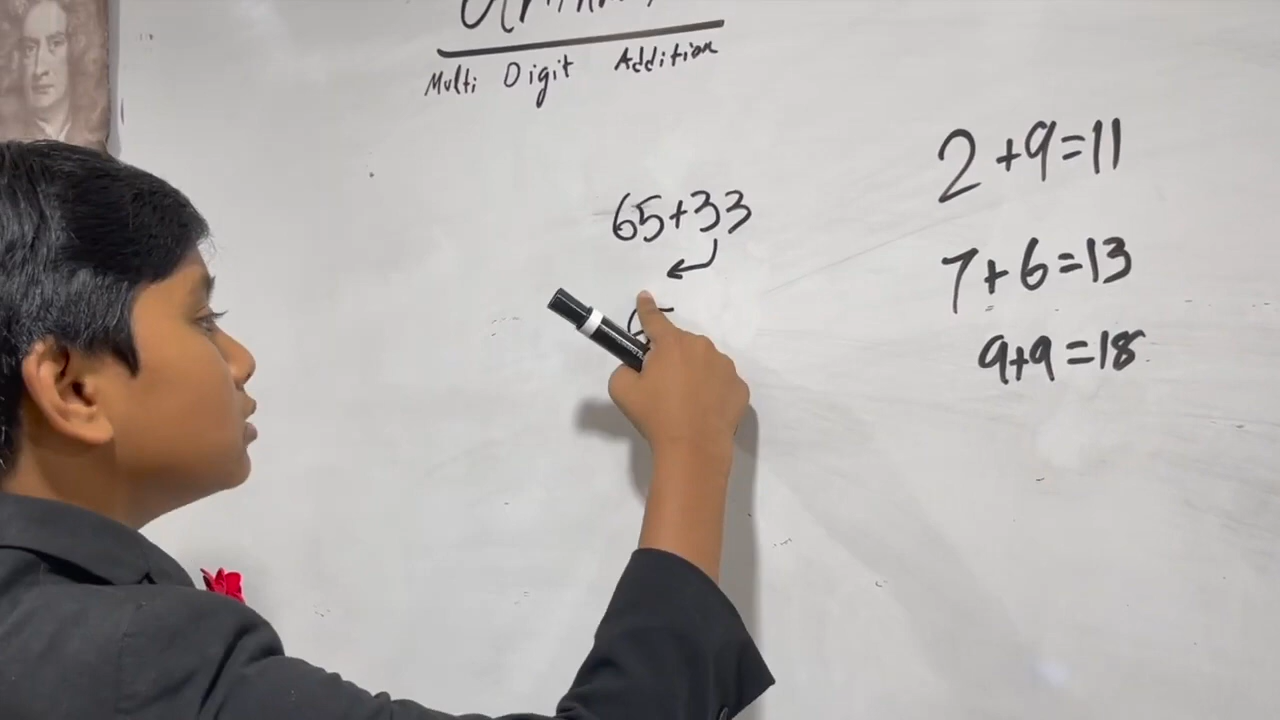 Multi Digit Addition
65+33
2+9=11
7+6=13
9+9=18